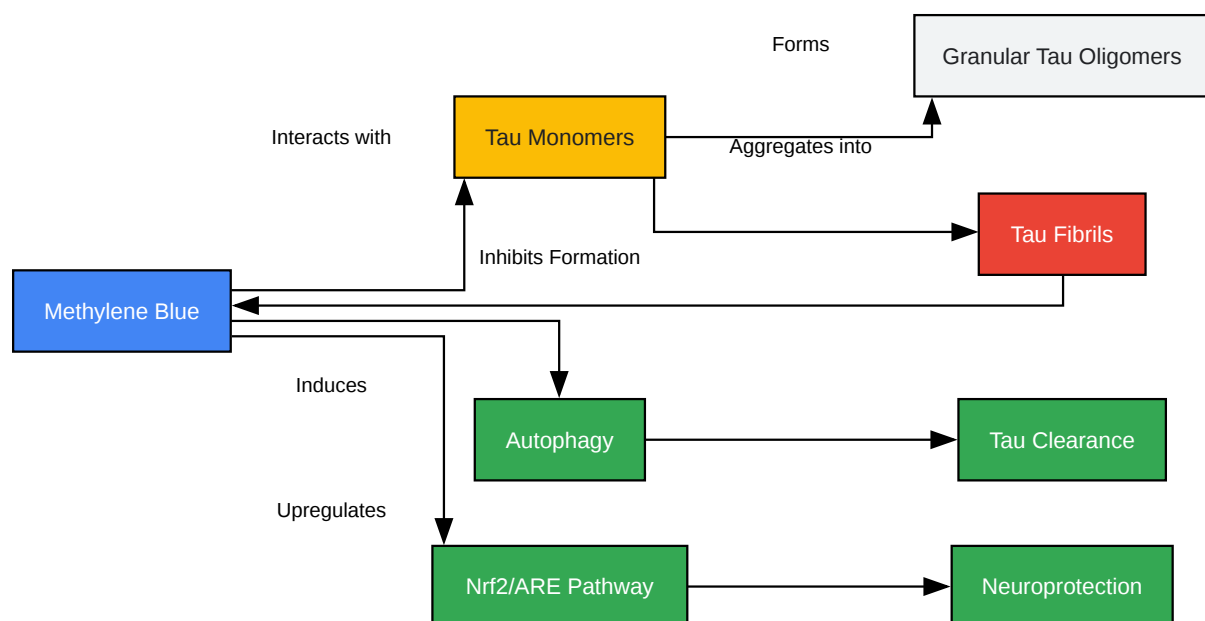 Forms
Granular Tau Oligomers
Interacts with
Tau Monomers
Aggregates into
Tau Fibrils
Inhibits Formation
Methylene Blue
Induces
Autophagy
Tau Clearance
Upregulates
Nrf2/ARE Pathway
Neuroprotection